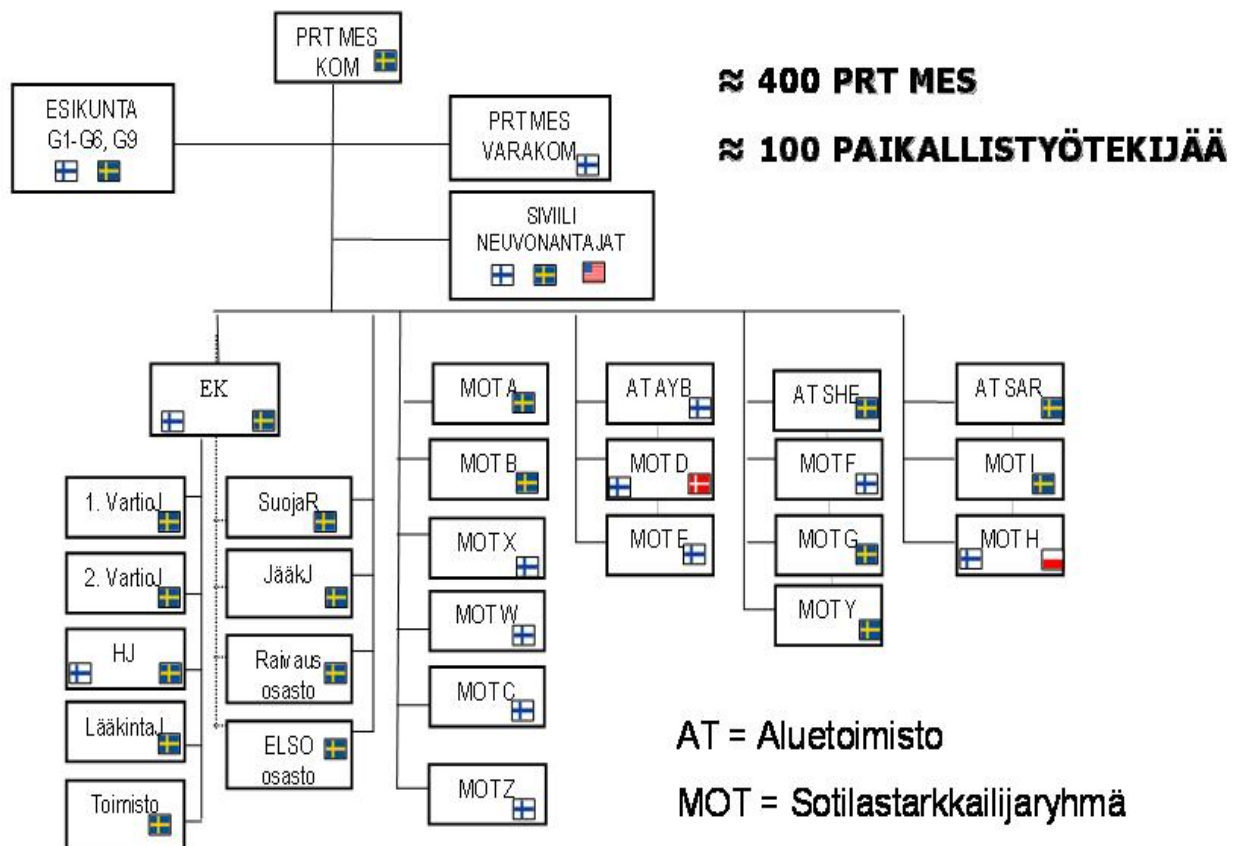 PRT MES
KOM
≈ 400 PRT MES
≈ 100 PAIKALLISTYÖTEKIJÄÄ
ESIKUNTA
G1-G6, G9
PRTMES
VARAKOM
SIVIILI
NEUVONANTAJAT
EK
1. VartioJ
2. VartioJ
HJ
LääkintaJ
Toimisto
SuojaR
JääkJ
Raivaus
osasto
ELSO
osasto
MOT A
MOT B
MOT X
MOT W
MOT C
MOT Z
AT AYB
MOT D
MOT E
AT SHE
MOT F
MOT G
MOT Y
AT SAR
MOT I
MOT H
AT = Aluetoimisto
MOT = Sotilastarkkailijaryhmä